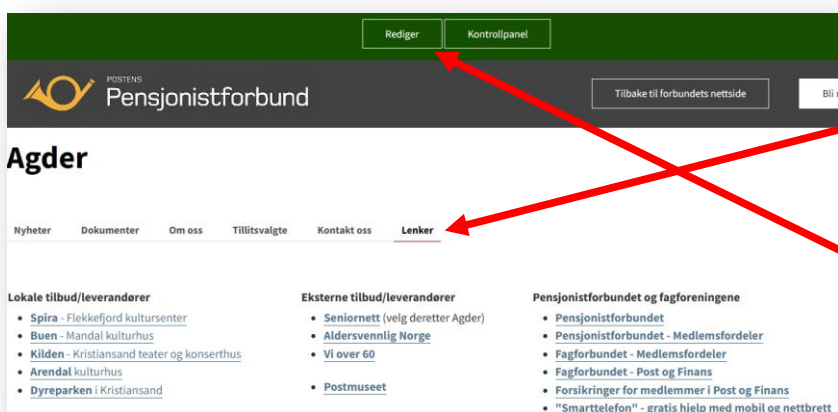 Rediger Kontrollpanel
POSTENS
Pensjonistforbund
Tilbake til forbundets nettside
Bli
Agder
Nyheter Dokumenter Om oss Tillitsvalgte Kontakt oss Lenker
Lokale tilbud/leverandører
• Spira - Flekkefjord kultursenter
• Buen - Mandal kulturhus
• Kilden - Kristiansand teater og konserthus
• Arendal kulturhus
• Dyreparken i Kristiansand
Eksterne tilbud/leverandører
• Seniornett (velg deretter Agder)
• Aldersvennlig Norge
• Vi over 60
• Postmuseet
Pensjonistforbundet og fagforeningene
• Pensjonistforbundet
• Pensjonistforbundet - Medlemsfordeler
• Fagforbundet - Medlemsfordeler
• Fagforbundet - Post og Finans
• Forsikringer for medlemmer i Post og Finans
• "Smarttelefon" - gratis hjelp med mobil og nettbrett